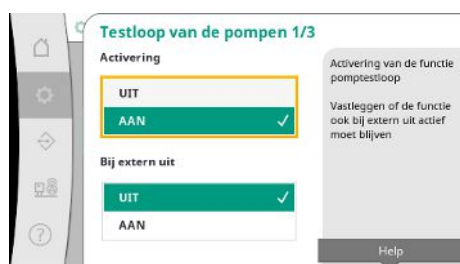 Testloop van de pompen 1/3
Activering
UIT
AAN
Bij extern uit
UIT
AAN
Activering van de functie
pomptestloop
Vastleggen of de functie
ook bij extern uit actief
moet blijven
Help